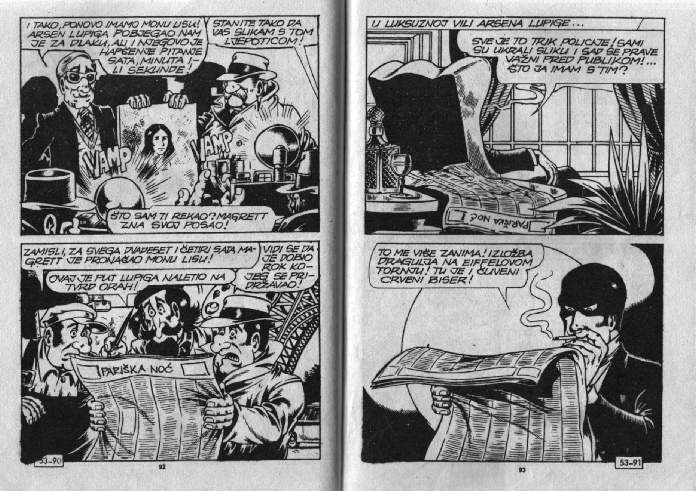 I TAKO, PONOVO IMAMO MONU LISU!
ARSEN LUPIGA POBJEGAO NAM
JE ZA DLAKU, ALI I NJEGOVO JE
HAPŠENJE PITANJE
SATA, MINUTA I-
LI SEKUNDE!
STANITE TAKO DA
VAS SLIKAM S TOM
LJEPOTICOM!
VAMP
VAMP
ŠTO SAM TI REKAO? MAGRETT
ZNA SVOJ POSAO!
ZAMISLI, ZA SVEGA DVADESET I ČETIRI SATA MA-
GRETT JE PRONAŠAO MONU LISU!
OVAJ JE PUT LUPIGA NALETIO NA
TVRD ORAH!
VIDI SE DA
JE DOBIO
ROK KO-
JEG SE PRI-
DRŽAVAO!
PARIŠKA NOĆ
53-90
92
U LUKSUZNOJ VILI ARSENA LUPIGE...
SVE JE TO TRIK POLICIJE! SAMI
SU UKRALI SLIKU I SAD SE PRAVE
VAŽNI PRED PUBLIKOM!...
ŠTO JA IMAM S TIM?
PARIŠKA NOĆ
TO ME VIŠE ZANIMA! IZLOŽBA
DRAGULJA NA EIFFELOVOM
TORNJU! TU JE I ČUVENI
CRVENI BISER!
53-91
93